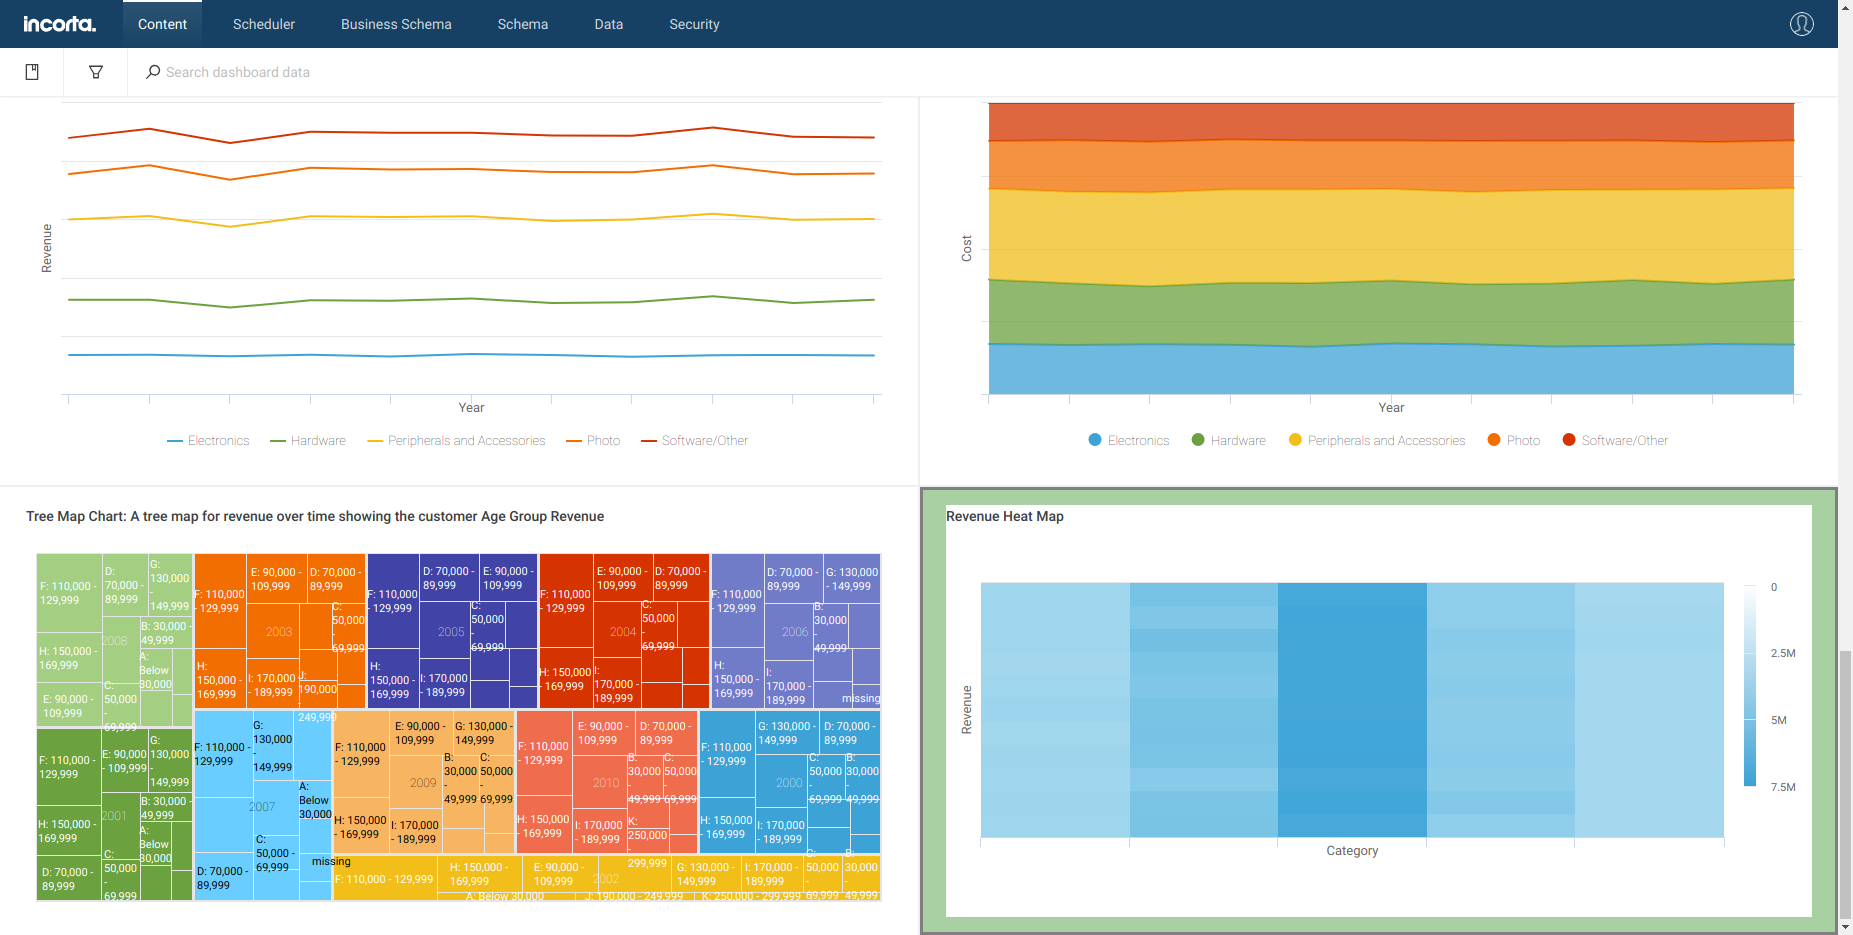 incorta.
Content
Scheduler
Business Schema
Schema
Data
Security
Search dashboard data
Revenue
Year
Electronics
Hardware
Peripherals and Accessories
Photo
Software/Other
Cost
Year
Electronics
Hardware
Peripherals and Accessories
Photo
Software/Other
Tree Map Chart: A tree map for revenue over time showing the customer Age Group Revenue
F: 110,000 -
129,999
D:
70,000 -
89,999
G:
130,000
-
149,999
2008
B: 30,000 -
49,999
H: 150,000 -
169,999
A:
Below
30,000
E: 90,000 -
109,999
C:
50,000
-
69,999
F: 110,000
- 129,999
E: 90,000 -
109,999
D: 70,000 -
89,999
2003
C:
50,000
-
69,999
H:
150,000 -
169,999
I: 170,000
- 189,999
J:
190,000 -
249,999
F: 110,000
- 129,999
D: 70,000 -
89,999
E: 90,000 -
109,999
2005
C:
50,000
-
69,999
H:
150,000 -
169,999
I: 170,000
- 189,999
F: 110,000
- 129,999
E: 90,000 -
109,999
D: 70,000 -
89,999
2004
C:
50,000
-
69,999
H: 150,000
- 169,999
I:
170,000 -
189,999
F: 110,000
- 129,999
D: 70,000 -
89,999
G: 130,000
- 149,999
2006
B:
30,000
-
49,999
H:
150,000 -
169,999
I:
170,000 -
189,999
missing
F: 110,000 -
129,999
E: 90,000
- 109,999
G:
130,000
-
149,999
2001
B: 30,000 -
49,999
H: 150,000 -
169,999
A:
Below
30,000
D: 70,000 -
89,999
C:
50,000
-
69,999
F: 110,000 -
129,999
G:
130,000
-
149,999
2007
A:
Below
30,000
D: 70,000 -
89,999
C:
50,000 -
69,999
missing
F: 110,000
- 129,999
E: 90,000 -
109,999
G: 130,000 -
149,999
2009
B:
30,000
-
49,999
C:
50,000
-
69,999
H: 150,000
- 169,999
I: 170,000
- 189,999
F: 110,000
- 129,999
E: 90,000 -
109,999
D: 70,000 -
89,999
2010
B:
30,000
-
49,999
C:
50,000
-
69,999
H: 150,000
- 169,999
I: 170,000
- 189,999
K:
250,000
-
299,999
F: 110,000
- 129,999
G: 130,000 -
149,999
D: 70,000 -
89,999
2000
C:
50,000
-
69,999
B:
30,000
-
49,999
H: 150,000
- 169,999
I: 170,000
- 189,999
F: 110,000 - 129,999
H: 150,000 -
169,999
E: 90,000 -
109,999
2002
G: 130,000 -
149,999
I: 170,000 -
189,999
C:
50,000
-
69,999
B:
30,000
-
49,999
A: Below 30,000
J: 190,000 - 249,999
K: 250,000 - 299,999
Revenue Heat Map
Revenue
Category
0
2.5M
5M
7.5M